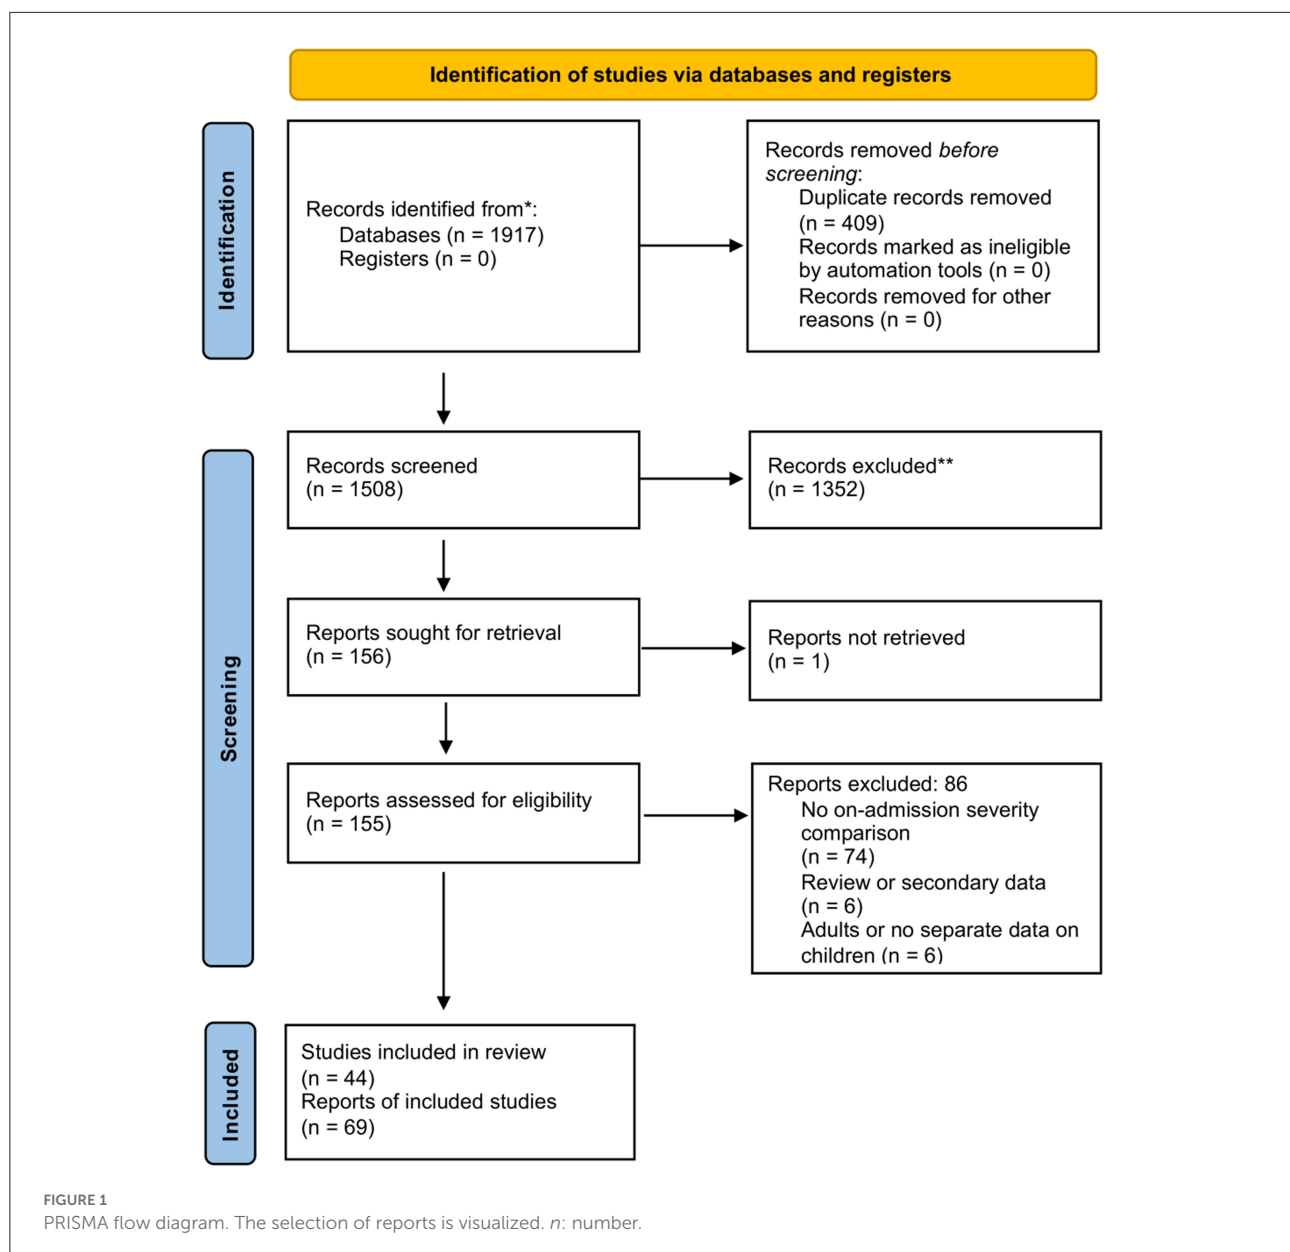 Identification of studies via databases and registers
Identification
Records identified from*:
Databases (n = 1917)
Registers (n = 0)
Records removed before
screening:
Duplicate records removed
(n = 409)
Records marked as ineligible
by automation tools (n = 0)
Records removed for other
reasons (n = 0)
Screening
Records screened
(n = 1508)
Records excluded**
(n = 1352)
Reports sought for retrieval
(n = 156)
Reports not retrieved
(n = 1)
Reports assessed for eligibility
(n = 155)
Reports excluded: 86
No on-admission severity
comparison
(n = 74)
Review or secondary data
(n = 6)
Adults or no separate data on
children (n = 6)
Included
Studies included in review
(n = 44)
Reports of included studies
(n = 69)
FIGURE 1
PRISMA flow diagram. The selection of reports is visualized. n: number.